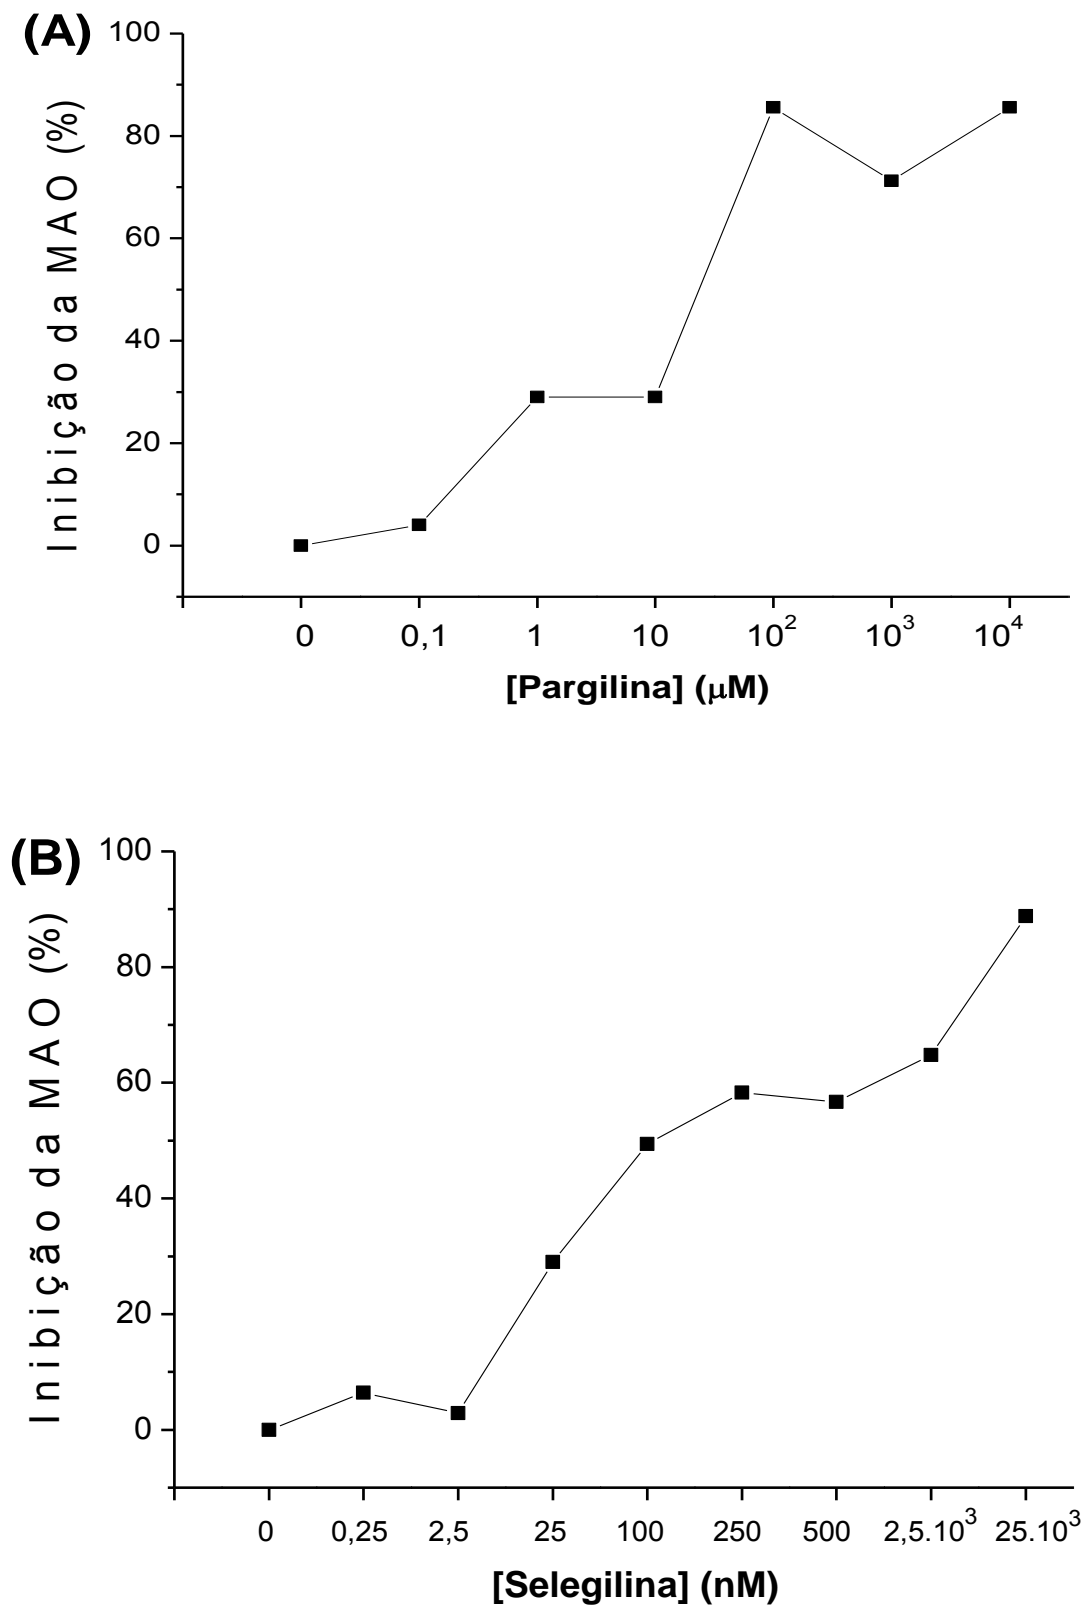 (A)
Inibição da MAO (%)
100
80
60
40
20
0
0 0,1 1 10 10² 10³ 10⁴
[Pargilina] (μM)
(B)
Inibição da MAO (%)
100
80
60
40
20
0
0 0,25 2,5 25 100 250 500 2,5.10³ 25.10³
[Selegilina] (nM)